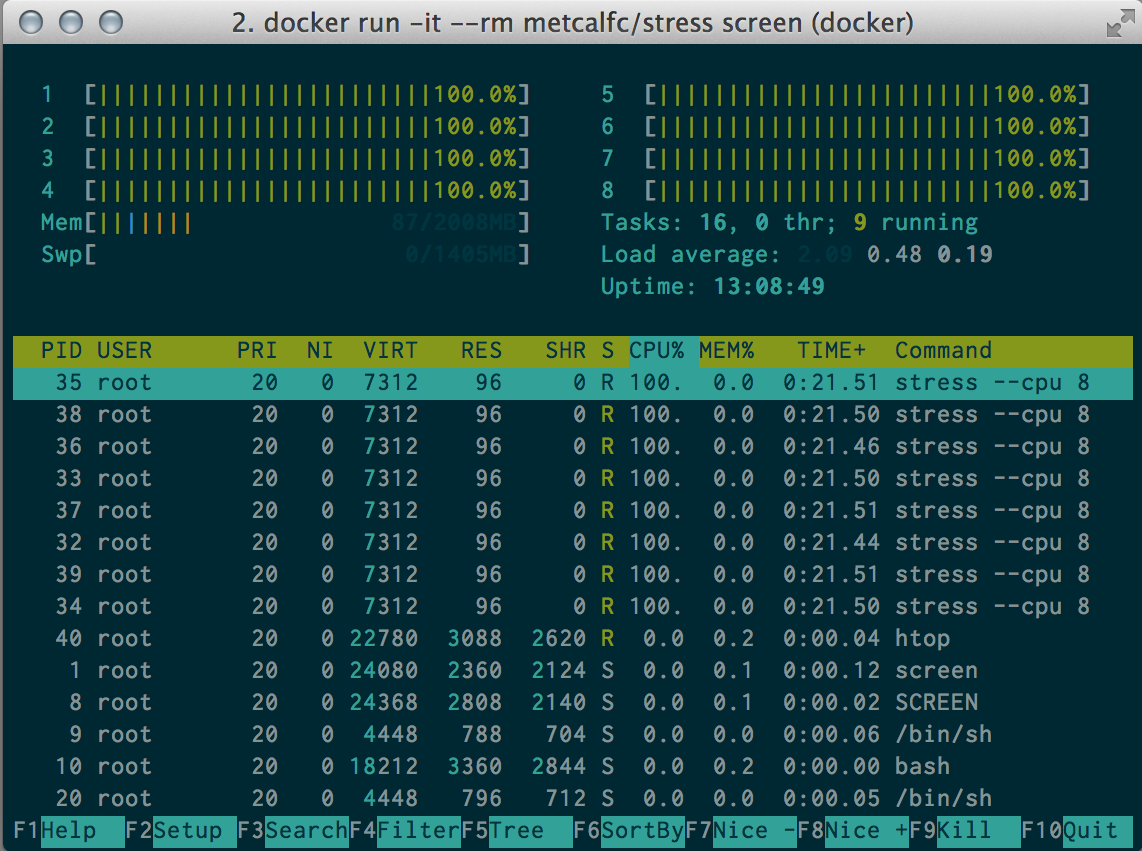 2. docker run -it --rm metcalfc/stress screen (docker)
1 [||||||||||||||||||||||||100.0%] 5 [||||||||||||||||||||||||100.0%]
2 [||||||||||||||||||||||||100.0%] 6 [||||||||||||||||||||||||100.0%]
3 [||||||||||||||||||||||||100.0%] 7 [||||||||||||||||||||||||100.0%]
4 [||||||||||||||||||||||||100.0%] 8 [||||||||||||||||||||||||100.0%]
Mem[||||||| 87/2008MB] Tasks: 16, 0 thr; 9 running
Swp[ 0/1405MB] Load average: 2.09 0.48 0.19
Uptime: 13:08:49
PID USER PRI NI VIRT RES SHR S CPU% MEM% TIME+ Command
35 root 20 0 7312 96 0 R 100. 0.0 0:21.51 stress --cpu 8
38 root 20 0 7312 96 0 R 100. 0.0 0:21.50 stress --cpu 8
36 root 20 0 7312 96 0 R 100. 0.0 0:21.46 stress --cpu 8
33 root 20 0 7312 96 0 R 100. 0.0 0:21.50 stress --cpu 8
37 root 20 0 7312 96 0 R 100. 0.0 0:21.51 stress --cpu 8
32 root 20 0 7312 96 0 R 100. 0.0 0:21.44 stress --cpu 8
39 root 20 0 7312 96 0 R 100. 0.0 0:21.51 stress --cpu 8
34 root 20 0 7312 96 0 R 100. 0.0 0:21.50 stress --cpu 8
40 root 20 0 22780 3088 2620 R 0.0 0.2 0:00.04 htop
1 root 20 0 24080 2360 2124 S 0.0 0.1 0:00.12 screen
8 root 20 0 24368 2808 2140 S 0.0 0.1 0:00.02 SCREEN
9 root 20 0 4448 788 704 S 0.0 0.0 0:00.06 /bin/sh
10 root 20 0 18212 3360 2844 S 0.0 0.2 0:00.00 bash
20 root 20 0 4448 796 712 S 0.0 0.0 0:00.05 /bin/sh
F1Help F2Setup F3SearchF4FilterF5Tree F6SortByF7Nice -F8Nice +F9Kill F10Quit